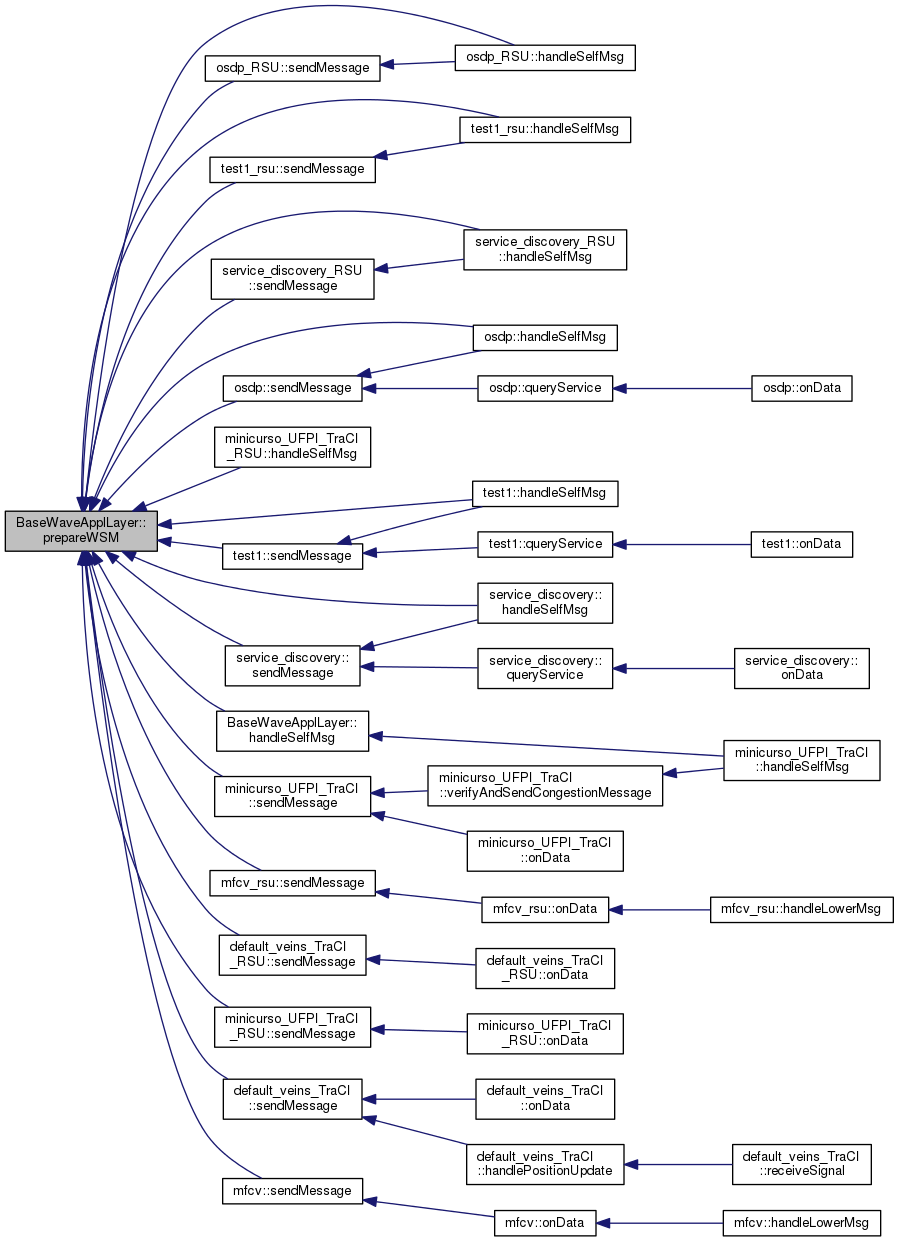 BaseWaveApplLayer::
prepareWSM
osdp_RSU::sendMessage
osdp_RSU::handleSelfMsg
test1_rsu::sendMessage
test1_rsu::handleSelfMsg
service_discovery_RSU
::sendMessage
service_discovery_RSU
::handleSelfMsg
osdp::sendMessage
osdp::handleSelfMsg
osdp::queryService
osdp::onData
minicurso_UFPI_TraCI
_RSU::handleSelfMsg
test1::handleSelfMsg
test1::sendMessage
test1::queryService
test1::onData
service_discovery::
handleSelfMsg
service_discovery::
sendMessage
service_discovery::
queryService
service_discovery::
onData
BaseWaveApplLayer::
handleSelfMsg
minicurso_UFPI_TraCI
::handleSelfMsg
minicurso_UFPI_TraCI
::sendMessage
minicurso_UFPI_TraCI
::verifyAndSendCongestionMessage
minicurso_UFPI_TraCI
::onData
mfcv_rsu::sendMessage
mfcv_rsu::onData
mfcv_rsu::handleLowerMsg
default_veins_TraCI
_RSU::sendMessage
default_veins_TraCI
_RSU::onData
minicurso_UFPI_TraCI
_RSU::sendMessage
minicurso_UFPI_TraCI
_RSU::onData
default_veins_TraCI
::sendMessage
default_veins_TraCI
::onData
default_veins_TraCI
::handlePositionUpdate
default_veins_TraCI
::receiveSignal
mfcv::sendMessage
mfcv::onData
mfcv::handleLowerMsg